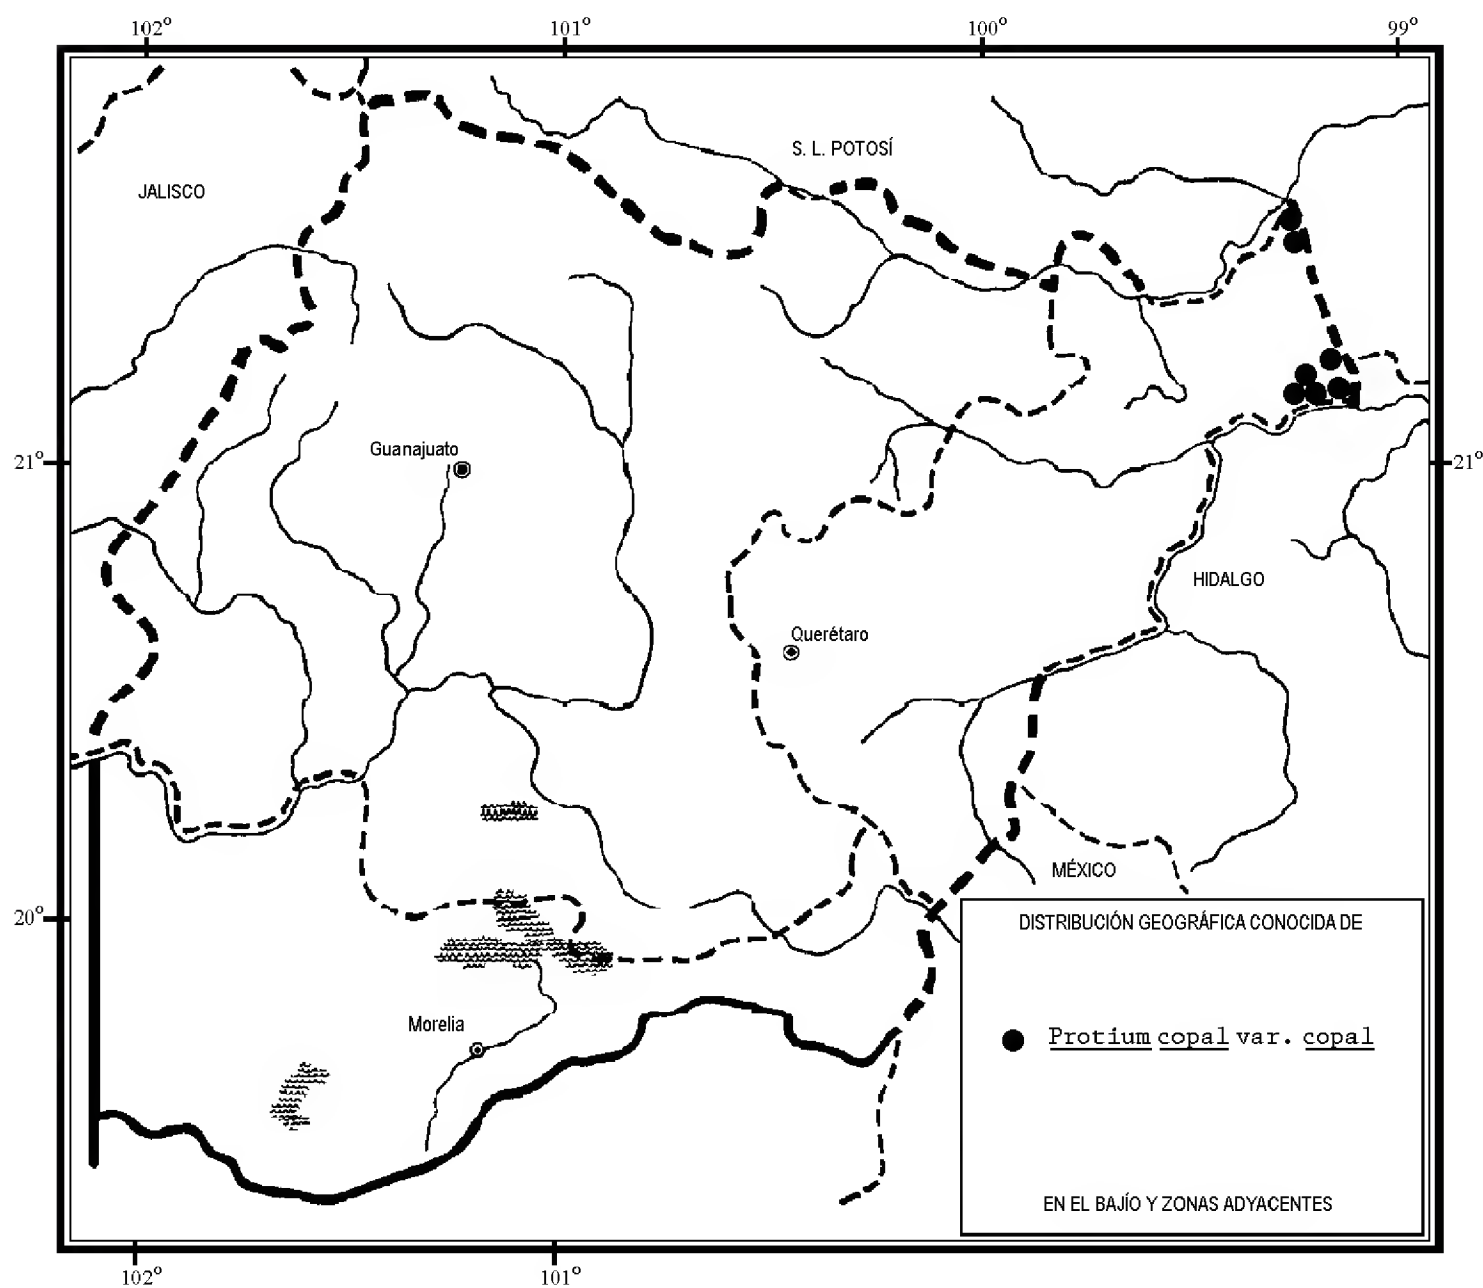 102° 101° 100° 99°
S. L. POTOSÍ
JALISCO
Guanajuato
21° 21°
HIDALGO
Querétaro
MÉXICO
20°
DISTRIBUCIÓN GEOGRÁFICA CONOCIDA DE
Morelia
Protium copal var. copal
EN EL BAJÍO Y ZONAS ADYACENTES
102° 101°